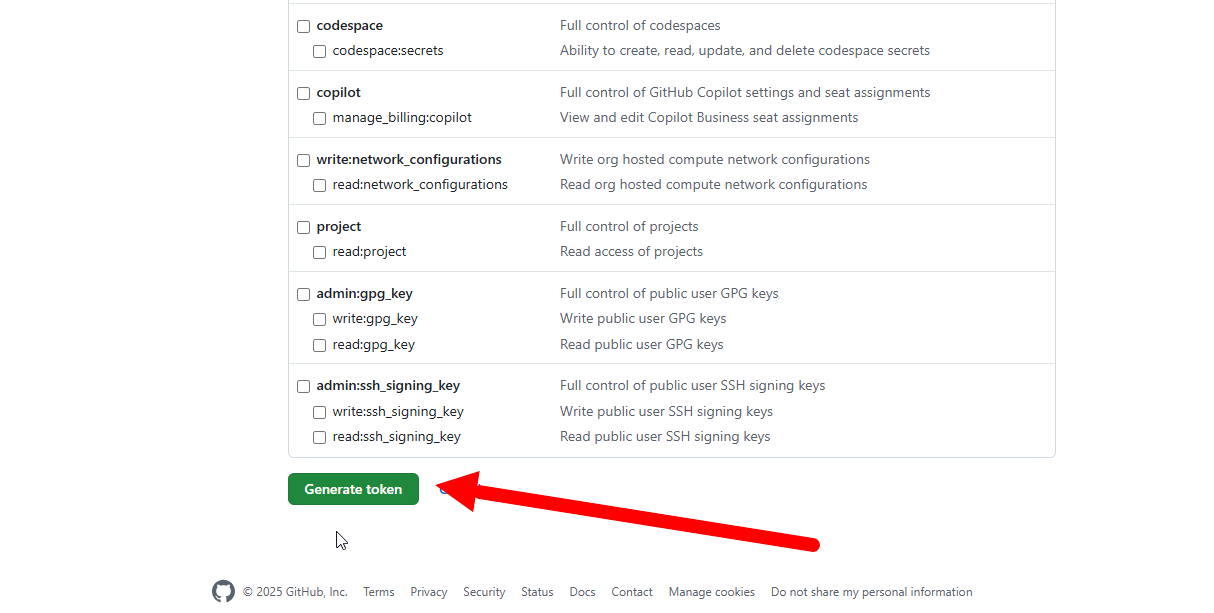 codespace Full control of codespaces
codespace:secrets Ability to create, read, update, and delete codespace secrets
copilot Full control of GitHub Copilot settings and seat assignments
manage_billing:copilot View and edit Copilot Business seat assignments
write:network_configurations Write org hosted compute network configurations
read:network_configurations Read org hosted compute network configurations
project Full control of projects
read:project Read access of projects
admin:gpg_key Full control of public user GPG keys
write:gpg_key Write public user GPG keys
read:gpg_key Read public user GPG keys
admin:ssh_signing_key Full control of public user SSH signing keys
write:ssh_signing_key Write public user SSH signing keys
read:ssh_signing_key Read public user SSH signing keys
Generate token
© 2025 GitHub, Inc. Terms Privacy Security Status Docs Contact Manage cookies Do not share my personal information